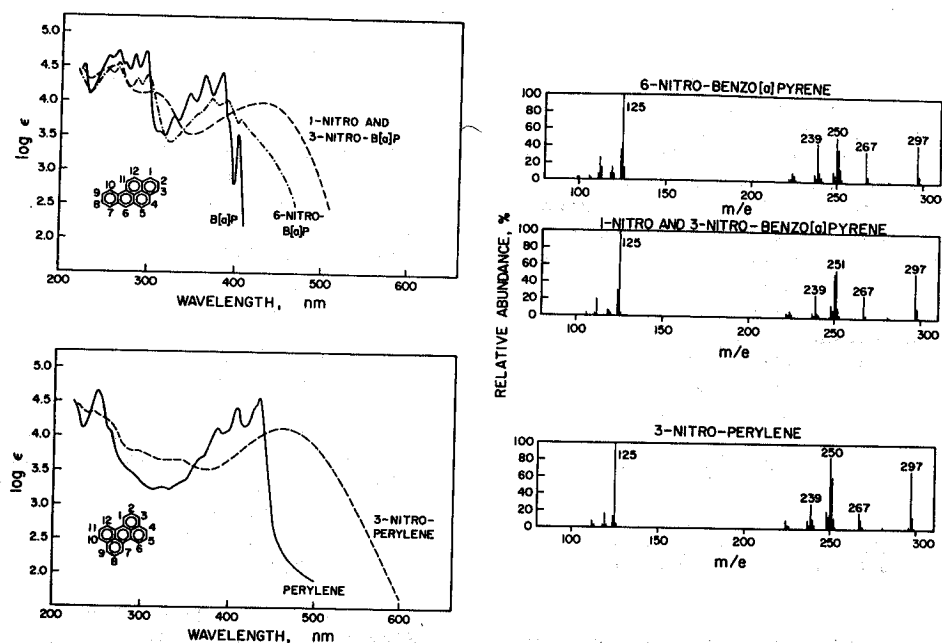 5.0
4.5
4.0
3.5
3.0
2.5
2.0
log ϵ
1-NITRO AND
3-NITRO-B[a]P
6-NITRO-
B[a]P
B[a]P
12 1
10 11 2
9 3
8 4
7 6 5
200 300 400 500 600
WAVELENGTH, nm
5.0
4.5
4.0
3.5
3.0
2.5
2.0
log ϵ
3-NITRO-
PERYLENE
PERYLENE
2
12 1 3
11 4
10 5
9 7 6
8
200 300 400 500 600
WAVELENGTH, nm
RELATIVE ABUNDANCE, %
6-NITRO-BENZO[a]PYRENE
100
80
60
40
20
0
125
239
250
267
297
100 150 200 250 300
m/e
1-NITRO AND 3-NITRO-BENZO[a]PYRENE
100
80
60
40
20
0
125
239
251
267
297
100 150 200 250 300
m/e
3-NITRO-PERYLENE
100
80
60
40
20
0
125
239
250
267
297
100 150 200 250 300
m/e